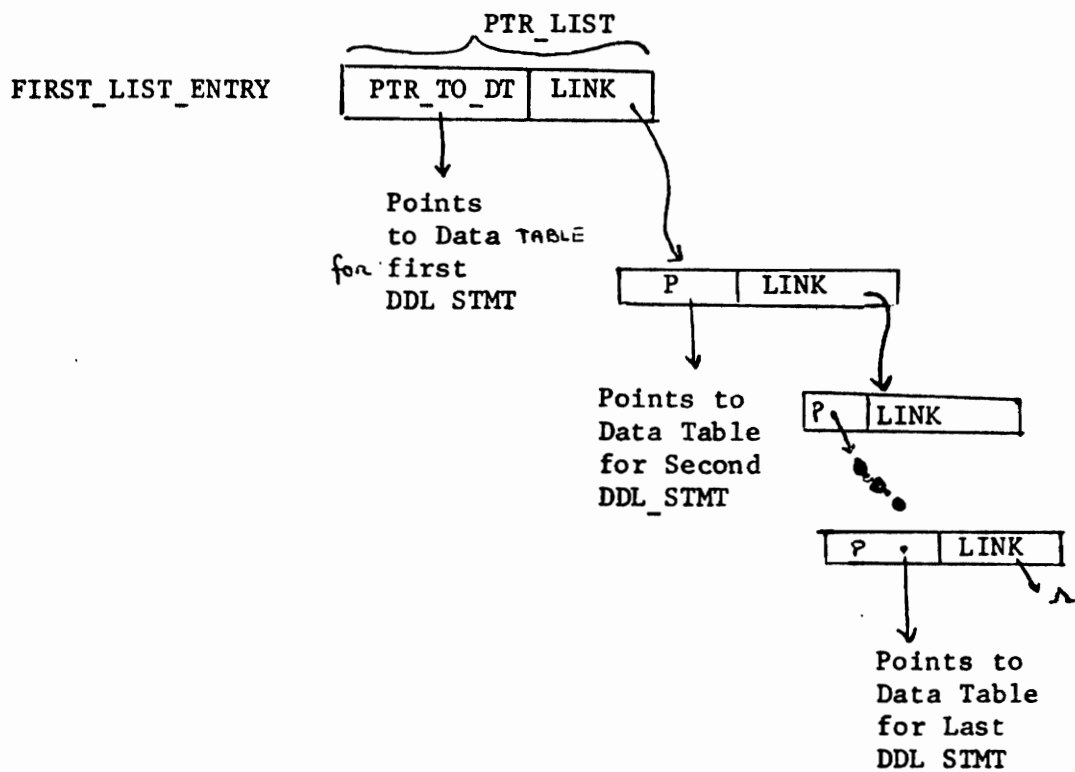 PTR_LIST
FIRST_LIST_ENTRY PTR_TO_DT LINK
Points
to Data TABLE
for first
DDL STMT
P LINK
Points to
Data Table
for Second
DDL_STMT
P LINK
P LINK
Points to
Data Table
for Last
DDL STMT